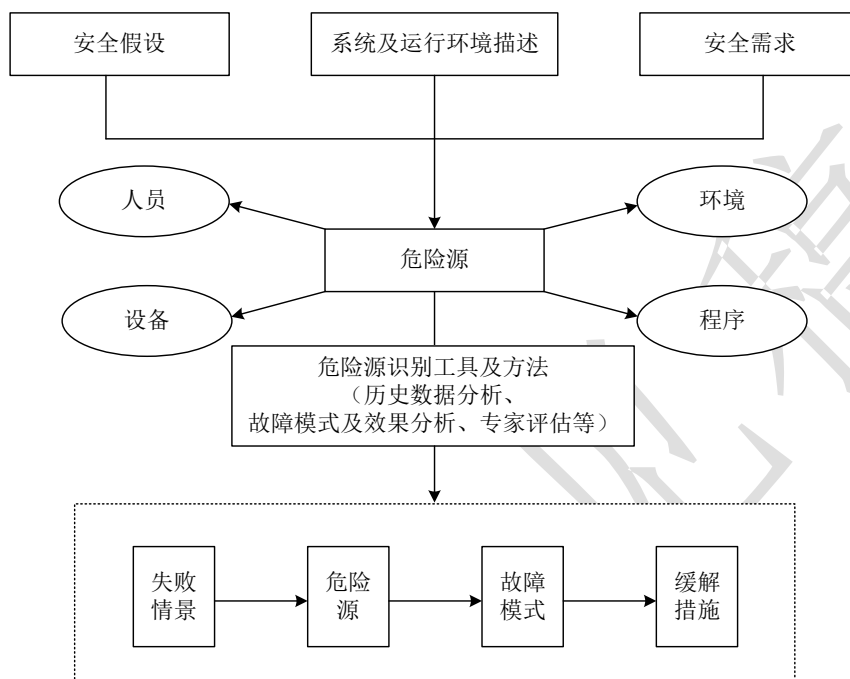 安全假设
系统及运行环境描述
安全需求
人员
环境
危险源
设备
程序
危险源识别工具及方法
（历史数据分析、
故障模式及效果分析、专家评估等）
失败
情景
危险
源
故障
模式
缓解
措施